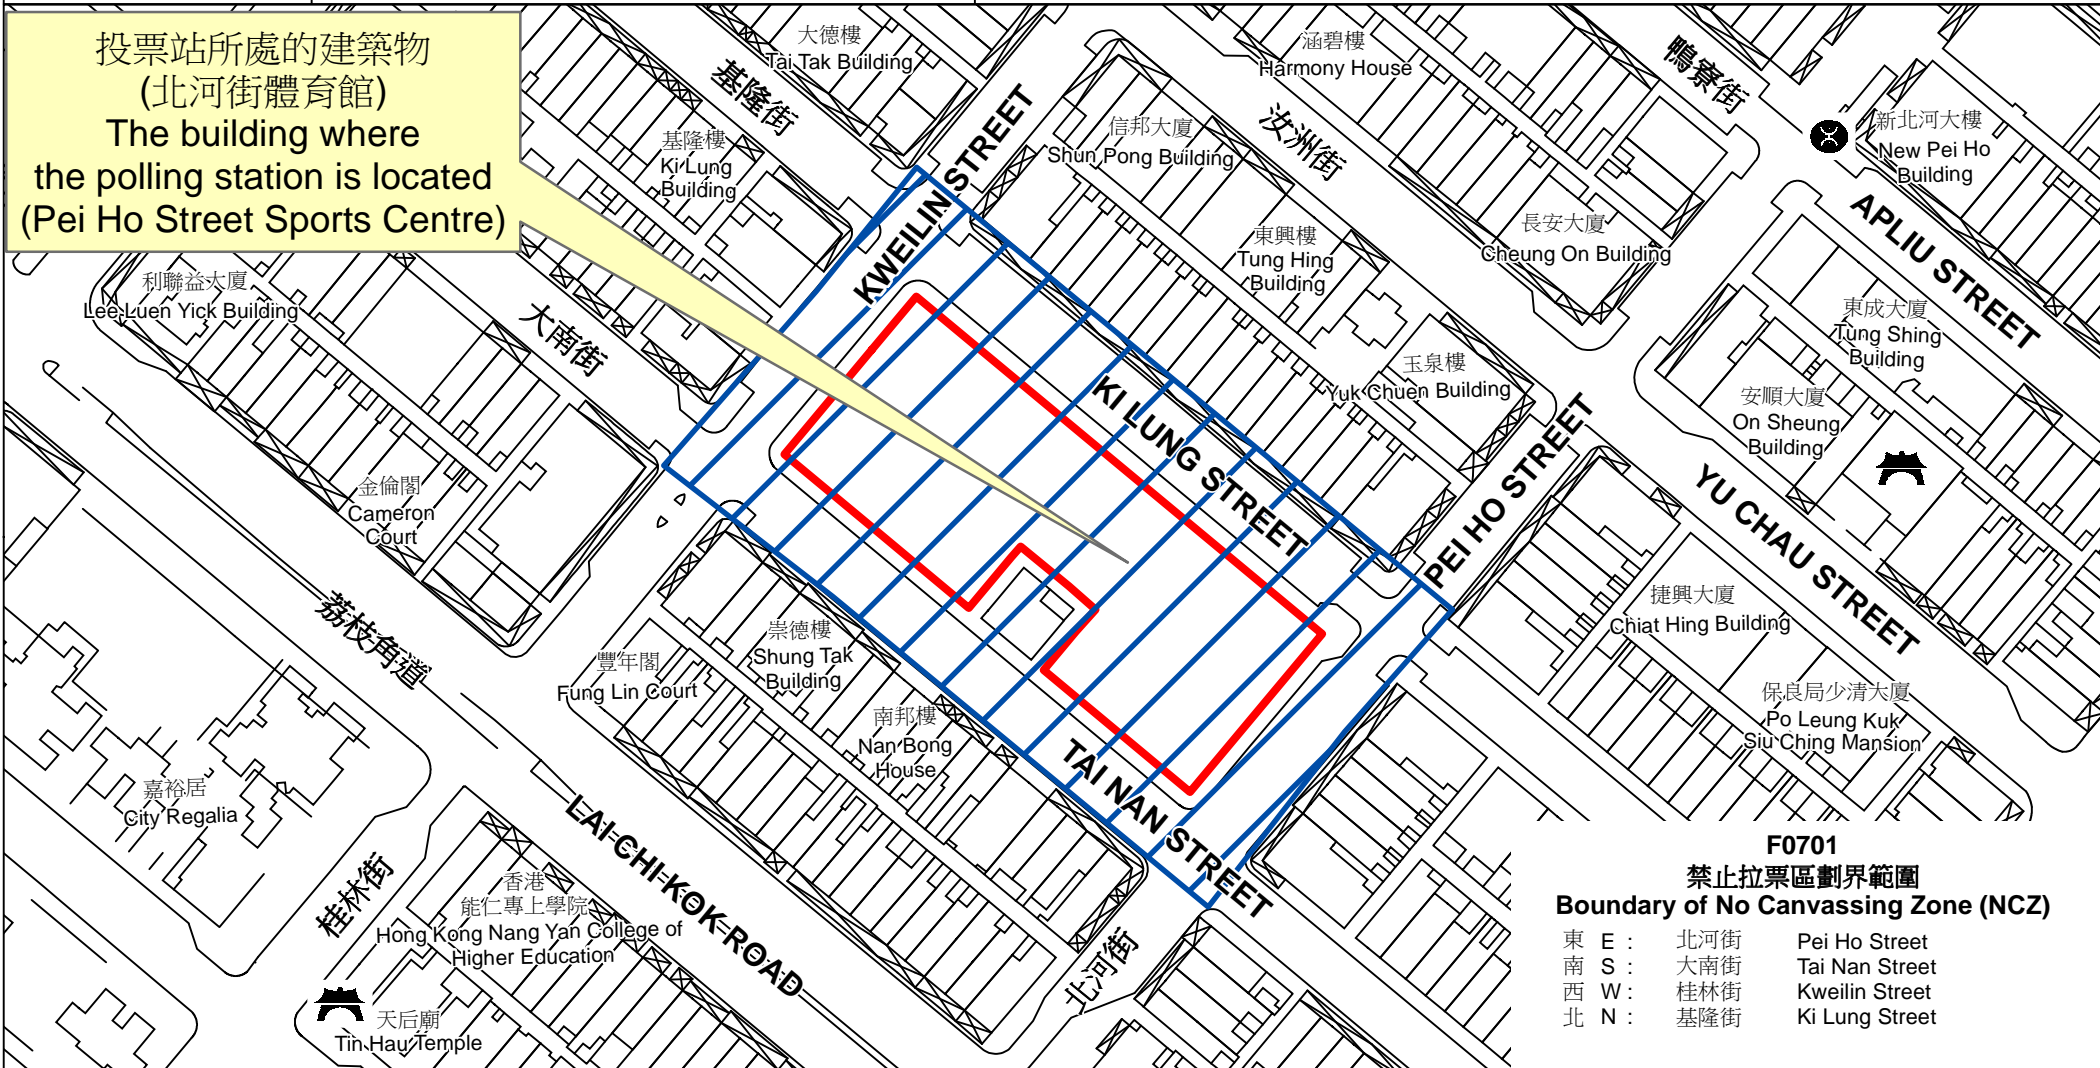 投票站所處的建築物
(北河街體育館)
The building where
the polling station is located
(Pei Ho Street Sports Centre)
大德樓
Tai Tak Building
基隆街
基隆樓
Ki Lung
Building
KWEILIN STREET
涵碧樓
Harmony House
信邦大廈
Shun Pong Building
汝洲街
鴨寮街
新北河大樓
New Pei Ho
Building
APLIU STREET
長安大廈
Cheung On Building
東興樓
Tung Hing
Building
東成大廈
Tung Shing
Building
玉泉樓
Yuk Chuen Building
安順大廈
On Sheung
Building
利聯益大廈
Lee Luen Yick Building
大南街
KI LUNG STREET
PEI HO STREET
YU CHAU STREET
金倫閣
Cameron
Court
捷興大廈
Chiat Hing Building
荔枝角道
豐年閣
Fung Lin Court
崇德樓
Shung Tak
Building
南邦樓
Nan Bong
House
保良局少清大廈
Po Leung Kuk
Siu Ching Mansion
TAI NAN STREET
嘉裕居
City Regalia
LAI CHI KOK ROAD
桂林街
香港
能仁專上學院
Hong Kong Nang Yan College of
Higher Education
北河街
天后廟
Tin Hau Temple
F0701
禁止拉票區劃界範圍
Boundary of No Canvassing Zone (NCZ)
東 E : 北河街 Pei Ho Street
南 S : 大南街 Tai Nan Street
西 W : 桂林街 Kweilin Street
北 N : 基隆街 Ki Lung Street